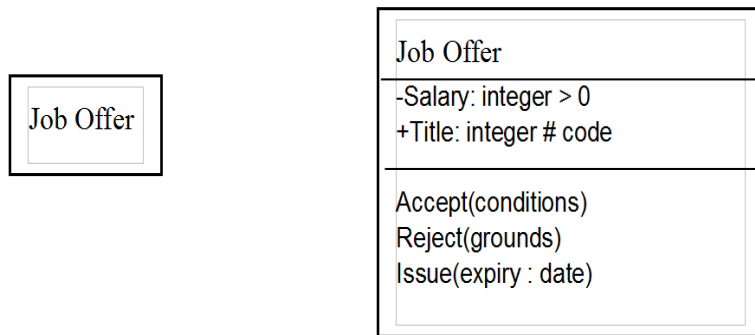 Job Offer
Job Offer
-Salary: integer > 0
+Title: integer # code
Accept(conditions)
Reject(grounds)
Issue(expiry : date)